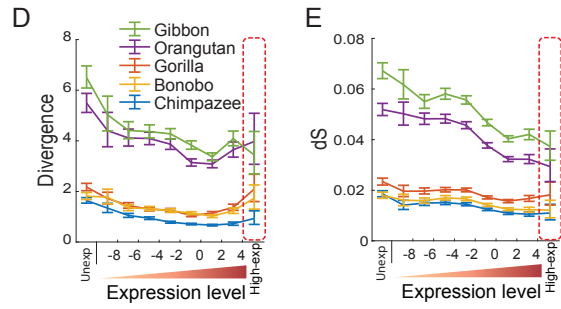 D
Gibbon
Orangutan
Gorilla
Bonobo
Chimpazee
8
6
4
2
0
Divergence
Unexp
-8 -6 -4 -2 0 2 4
High-exp
Expression level
E
0.08
0.06
0.04
0.02
0
dS
Unexp
-8 -6 -4 -2 0 2 4
High-exp
Expression level